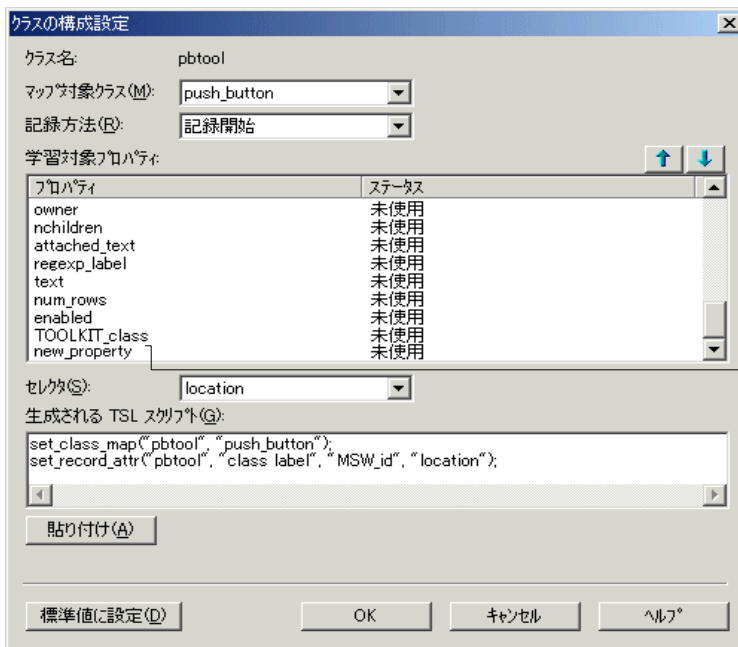 クラスの構成設定
クラス名: pbtool
マップ対象クラス(M): push_button
記録方法(R): 記録開始
学習対象プロパティ:
プロパティ ステータス
owner 未使用
nchildren 未使用
attached_text 未使用
regexp_label 未使用
text 未使用
num_rows 未使用
enabled 未使用
TOOLKIT_class 未使用
new_property 未使用
セレクタ(S): location
生成される TSL スクリプト(G):
set_class_map("pbtool", "push_button");
set_record_attr("pbtool", "class label", "MSW_id", "location");
貼り付け(A)
標準値に設定(D) OK キャンセル ヘルプ